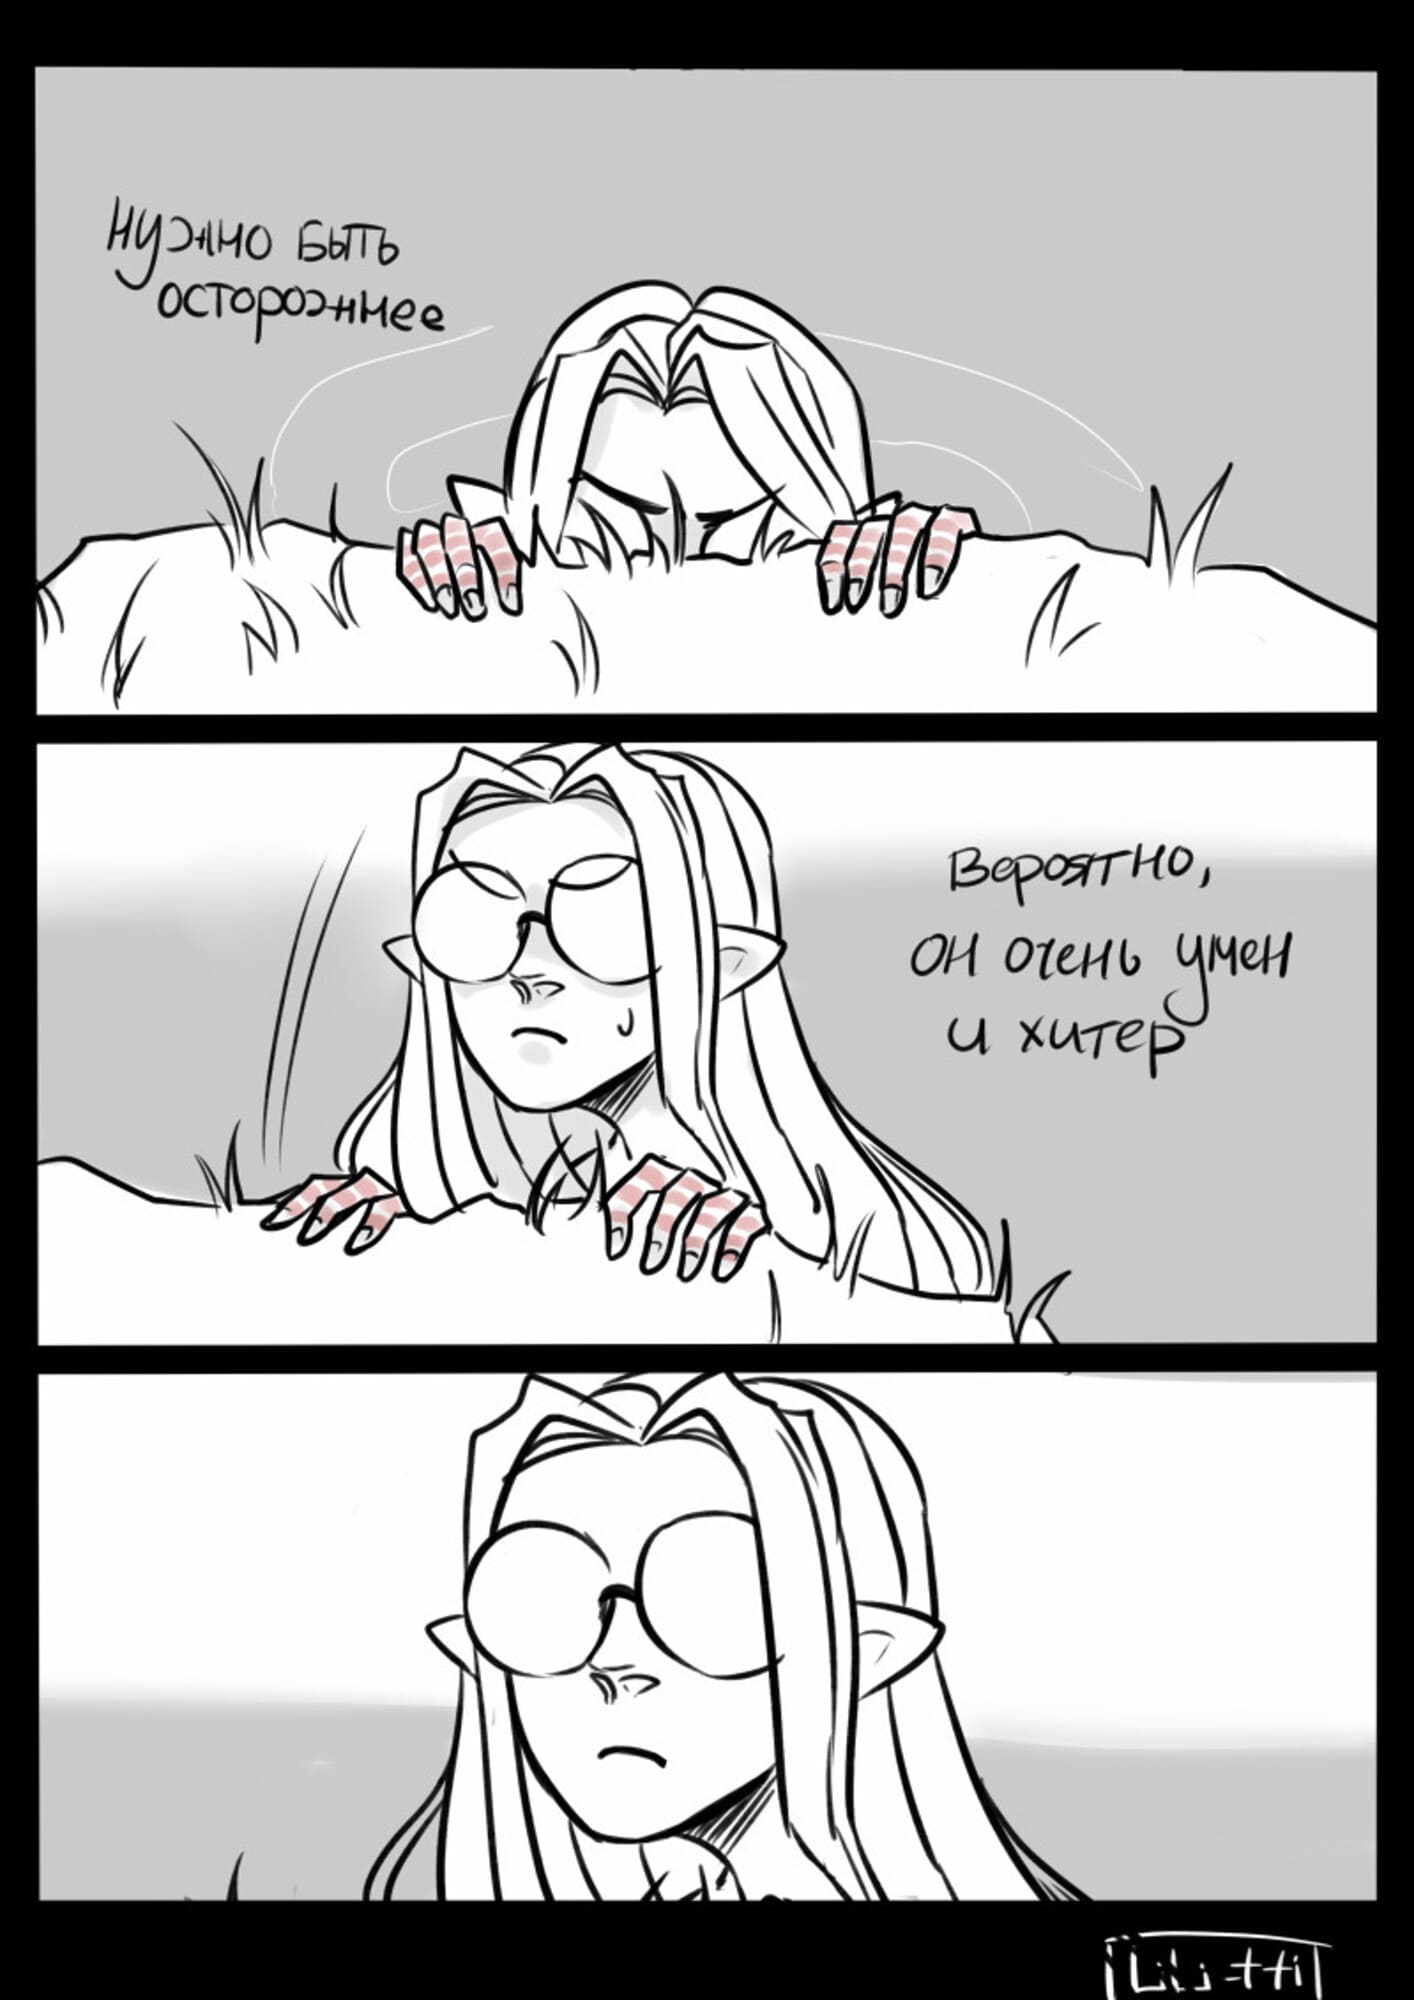 Нужно быть
осторожнее
Вероятно,
он очень умен
и хитер